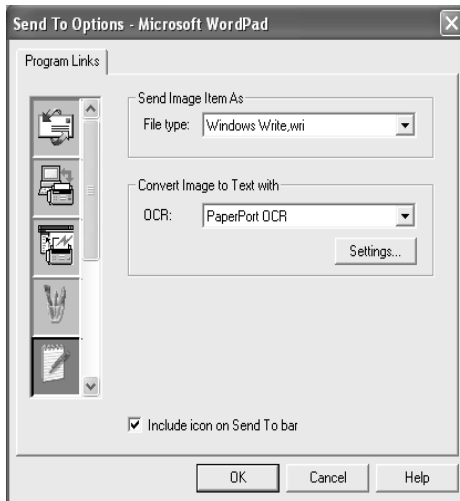 Send To Options - Microsoft WordPad
Program Links
Send Image Item As
File type: Windows Write,wri
Convert Image to Text with
OCR: PaperPort OCR
Settings...
Include icon on Send To bar
OK Cancel Help